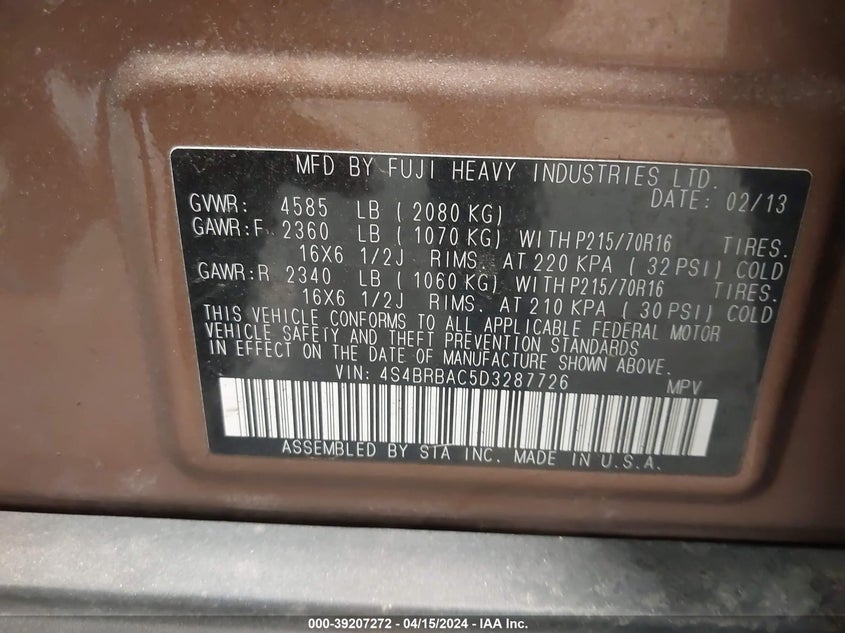 MFD BY FUJI HEAVY INDUSTRIES LTD.
DATE: 02/13
GVWR: 4585 LB ( 2080 KG)
GAWR:F 2360 LB ( 1070 KG) WITH P215/70R16 TIRES.
16X6 1/2J RIMS. AT 220 KPA ( 32 PSI) COLD
GAWR:R 2340 LB ( 1060 KG) WITH P215/70R16 TIRES.
16X6 1/2J RIMS. AT 210 KPA ( 30 PSI) COLD
THIS VEHICLE CONFORMS TO ALL APPLICABLE FEDERAL MOTOR
VEHICLE SAFETY AND THEFT PREVENTION STANDARDS
IN EFFECT ON THE DATE OF MANUFACTURE SHOWN ABOVE.
VIN: 4S4BRBAC5D3287726 MPV
ASSEMBLED BY SIA INC. MADE IN U.S.A.
000-39207272 - 04/15/2024 - IAA Inc.